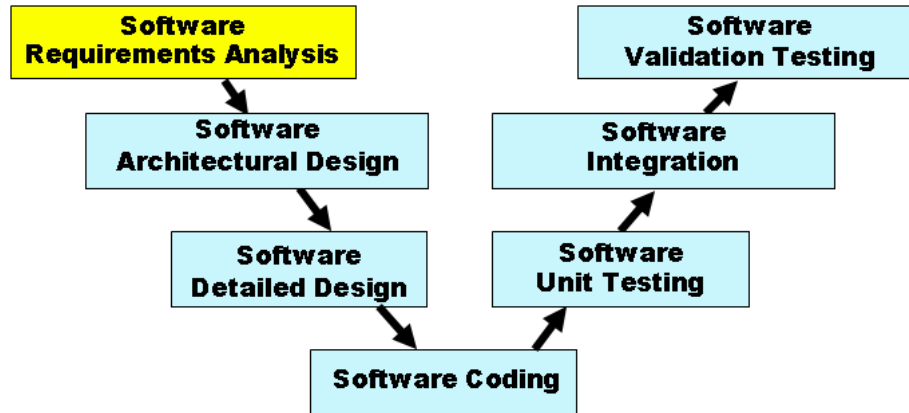 Software
Requirements Analysis
Software
Validation Testing
Software
Architectural Design
Software
Integration
Software
Detailed Design
Software
Unit Testing
Software Coding